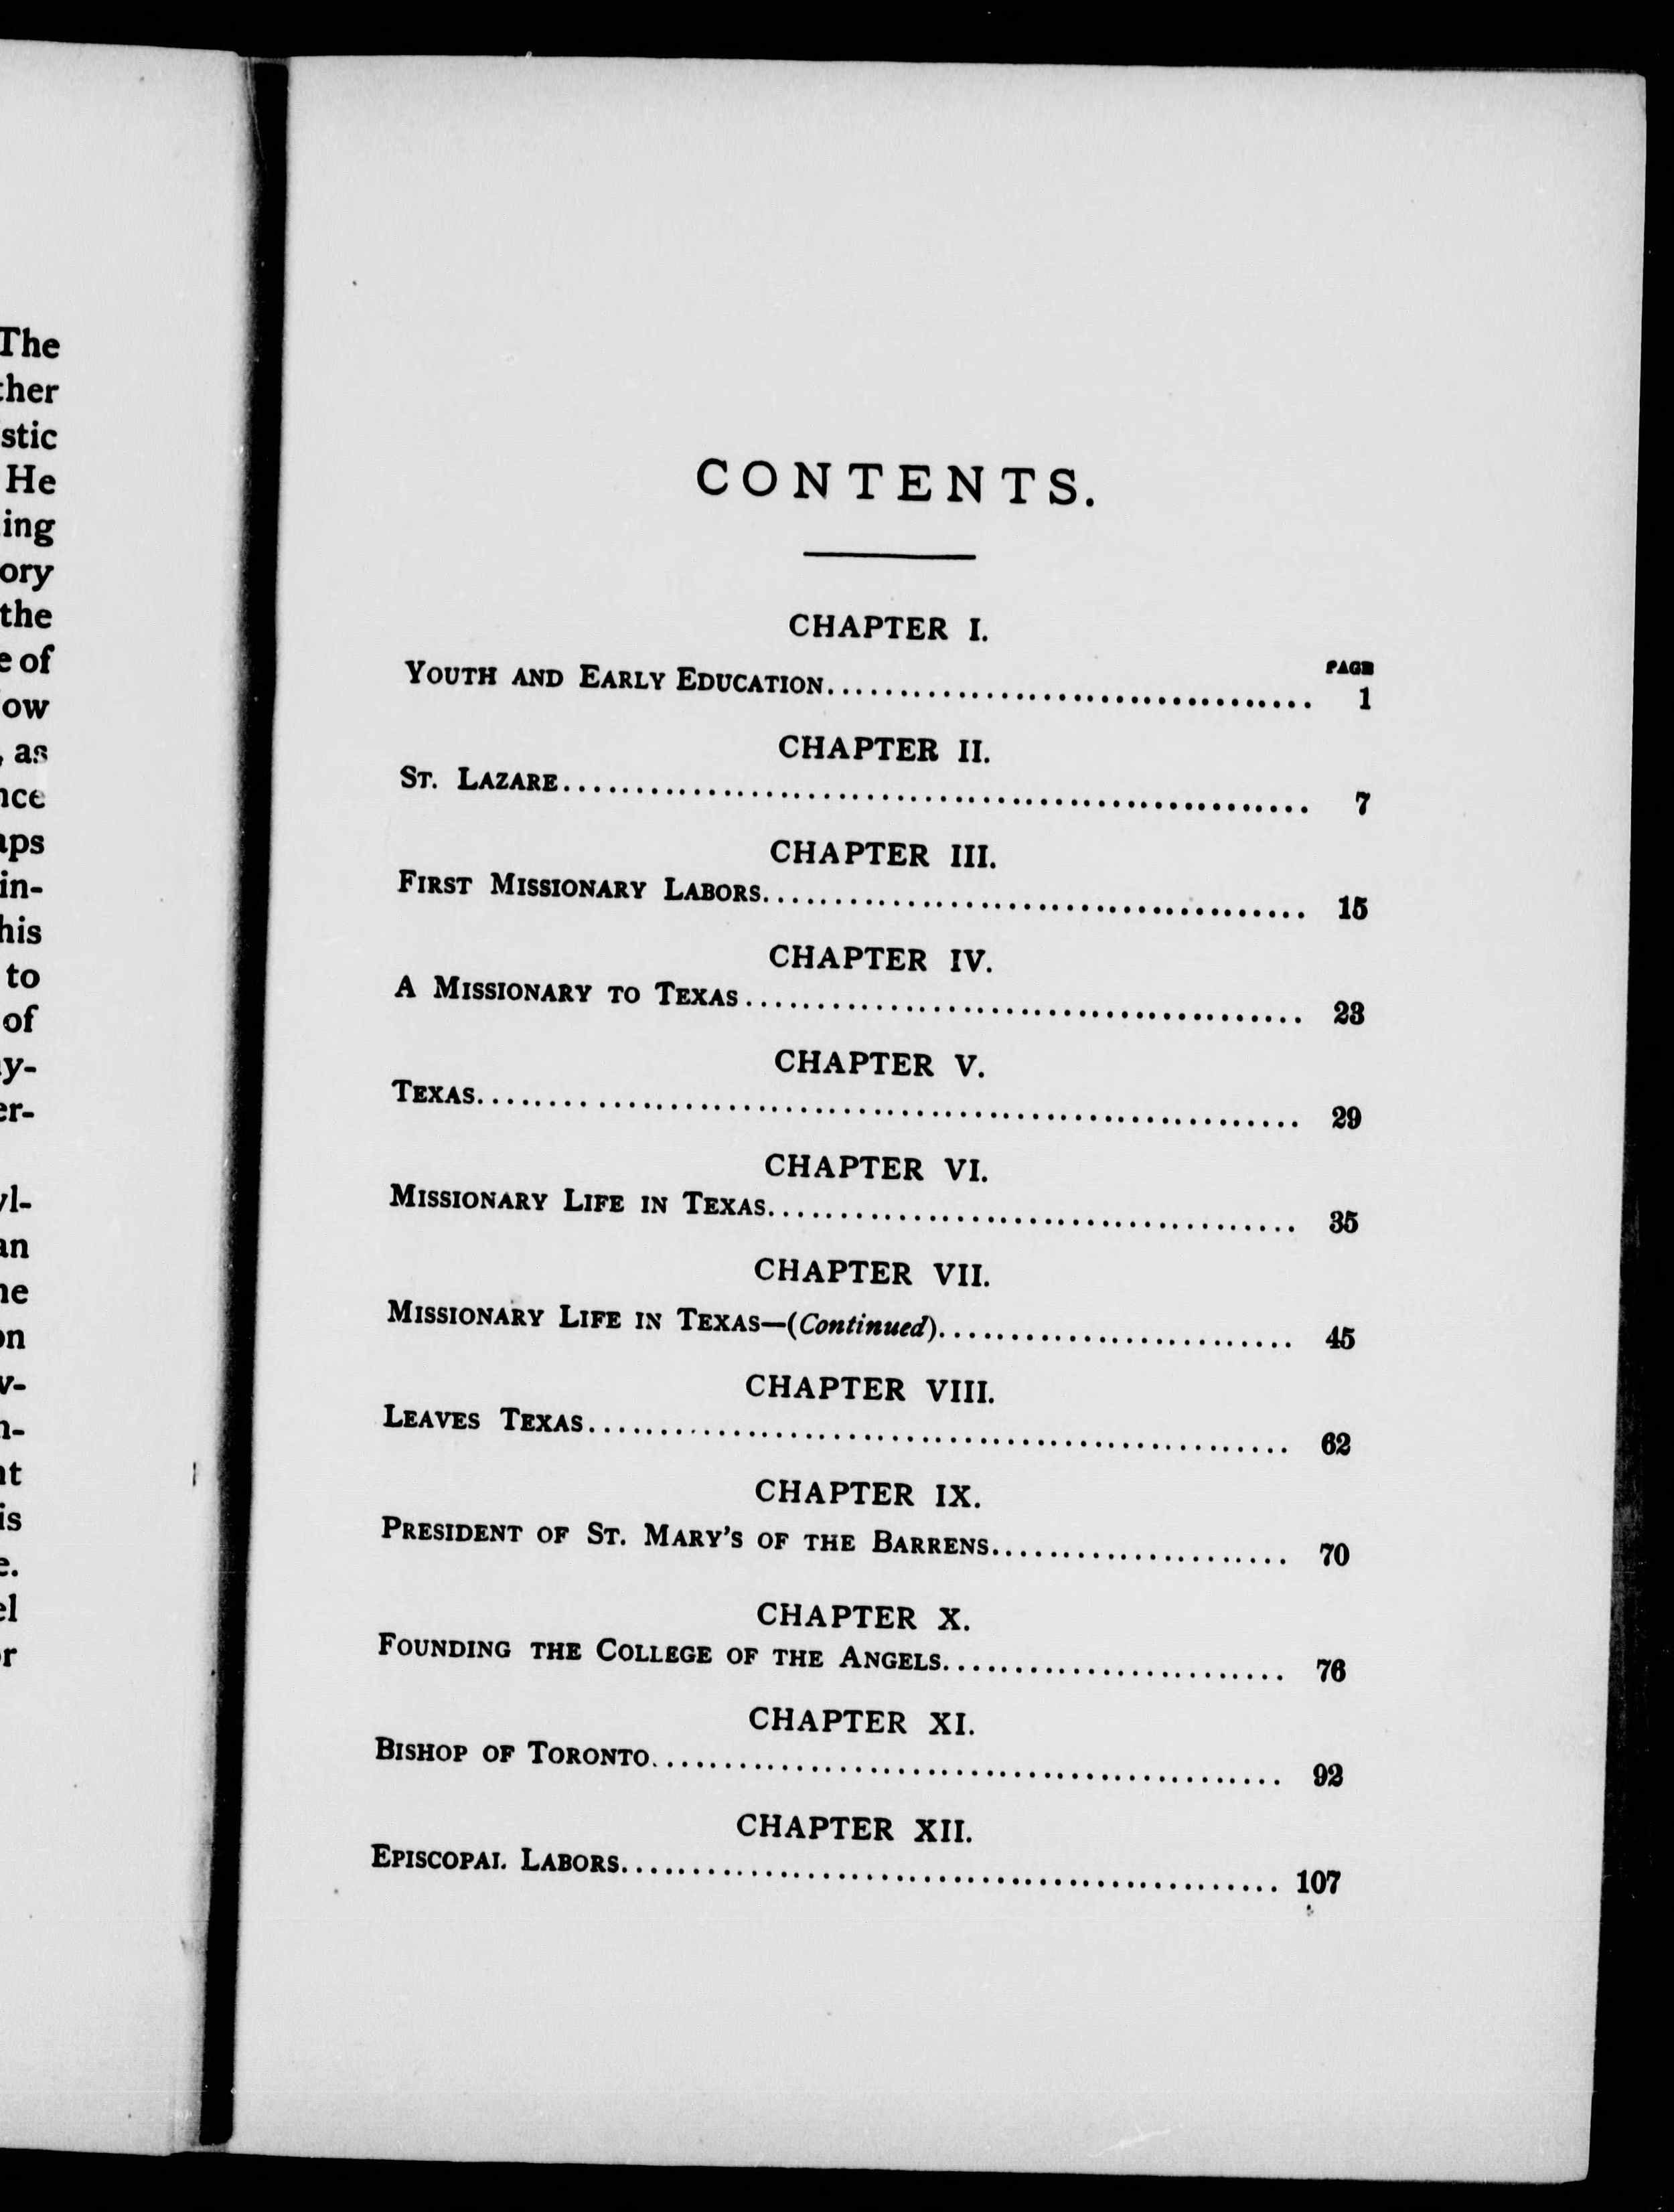 The
ther
stic
He
ing
ory
the
e of
ow
, as
nce
aps
in-
his
to
of
y-
er-
yl-
an
ne
on
v-
n-
nt
is
e.
el
or
CONTENTS.
CHAPTER I.
PAGE
YOUTH AND EARLY EDUCATION.................................. 1
CHAPTER II.
ST. LAZARE.................................................... 7
CHAPTER III.
FIRST MISSIONARY LABORS...................................... 15
CHAPTER IV.
A MISSIONARY TO TEXAS....................................... 23
CHAPTER V.
TEXAS......................................................... 29
CHAPTER VI.
MISSIONARY LIFE IN TEXAS..................................... 35
CHAPTER VII.
MISSIONARY LIFE IN TEXAS—(Continued)......................... 45
CHAPTER VIII.
LEAVES TEXAS................................................. 62
CHAPTER IX.
PRESIDENT OF ST. MARY'S OF THE BARRENS..................... 70
CHAPTER X.
FOUNDING THE COLLEGE OF THE ANGELS........................ 76
CHAPTER XI.
BISHOP OF TORONTO............................................ 92
CHAPTER XII.
EPISCOPAL LABORS.............................................. 107